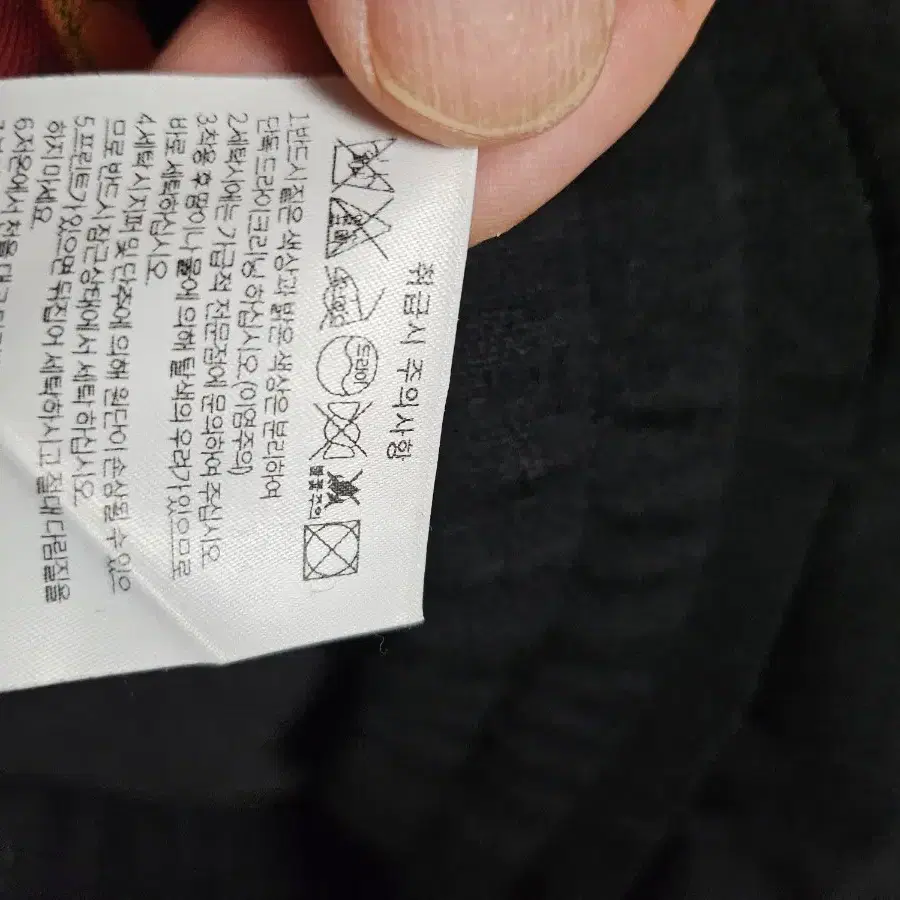 취급시 주의사항
드라이
불꽃주의
1.반드시 짙은 색상과 밝은 색상은 분리하여
단독 드라이크리닝 하십시오 (이염주의)
2.세탁시에는 가급적 전문점에 문의하여 주십시오
3.착용 후 땀이나 물에 의해 탈색의 우려가 있으므로
바로 세탁하십시오.
4.세탁시 지퍼 및 단추에 의해 원단이 손상될 수 있으
므로 반드시 잠근상태에서 세탁하십시오
5.프린트가 있으면 뒤집어 세탁하시고 절대 다림질을
하지 마세요.